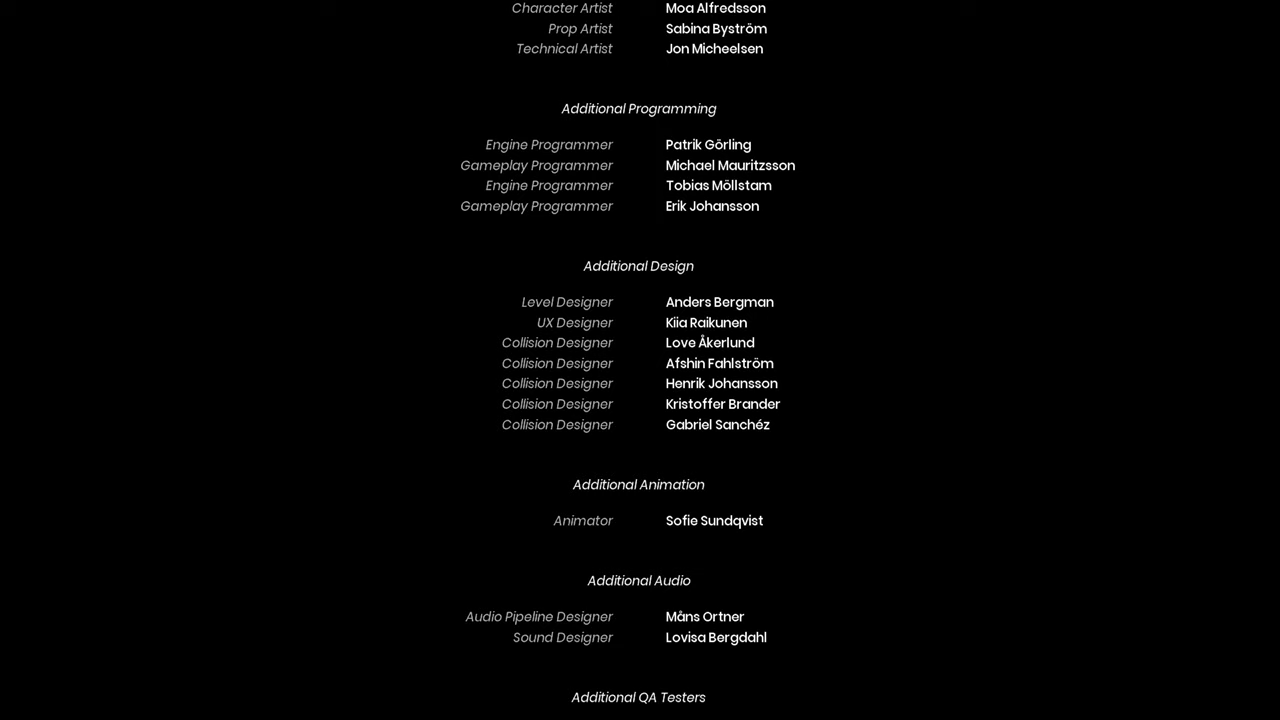 Character Artist Moa Alfredsson
Prop Artist Sabina Byström
Technical Artist Jon Micheelsen
Additional Programming
Engine Programmer Patrik Görling
Gameplay Programmer Michael Mauritzsson
Engine Programmer Tobias Möllstam
Gameplay Programmer Erik Johansson
Additional Design
Level Designer Anders Bergman
UX Designer Kiia Raikunen
Collision Designer Love Åkerlund
Collision Designer Afshin Fahlström
Collision Designer Henrik Johansson
Collision Designer Kristoffer Brander
Collision Designer Gabriel Sanchéz
Additional Animation
Animator Sofie Sundqvist
Additional Audio
Audio Pipeline Designer Måns Ortner
Sound Designer Lovisa Bergdahl
Additional QA Testers